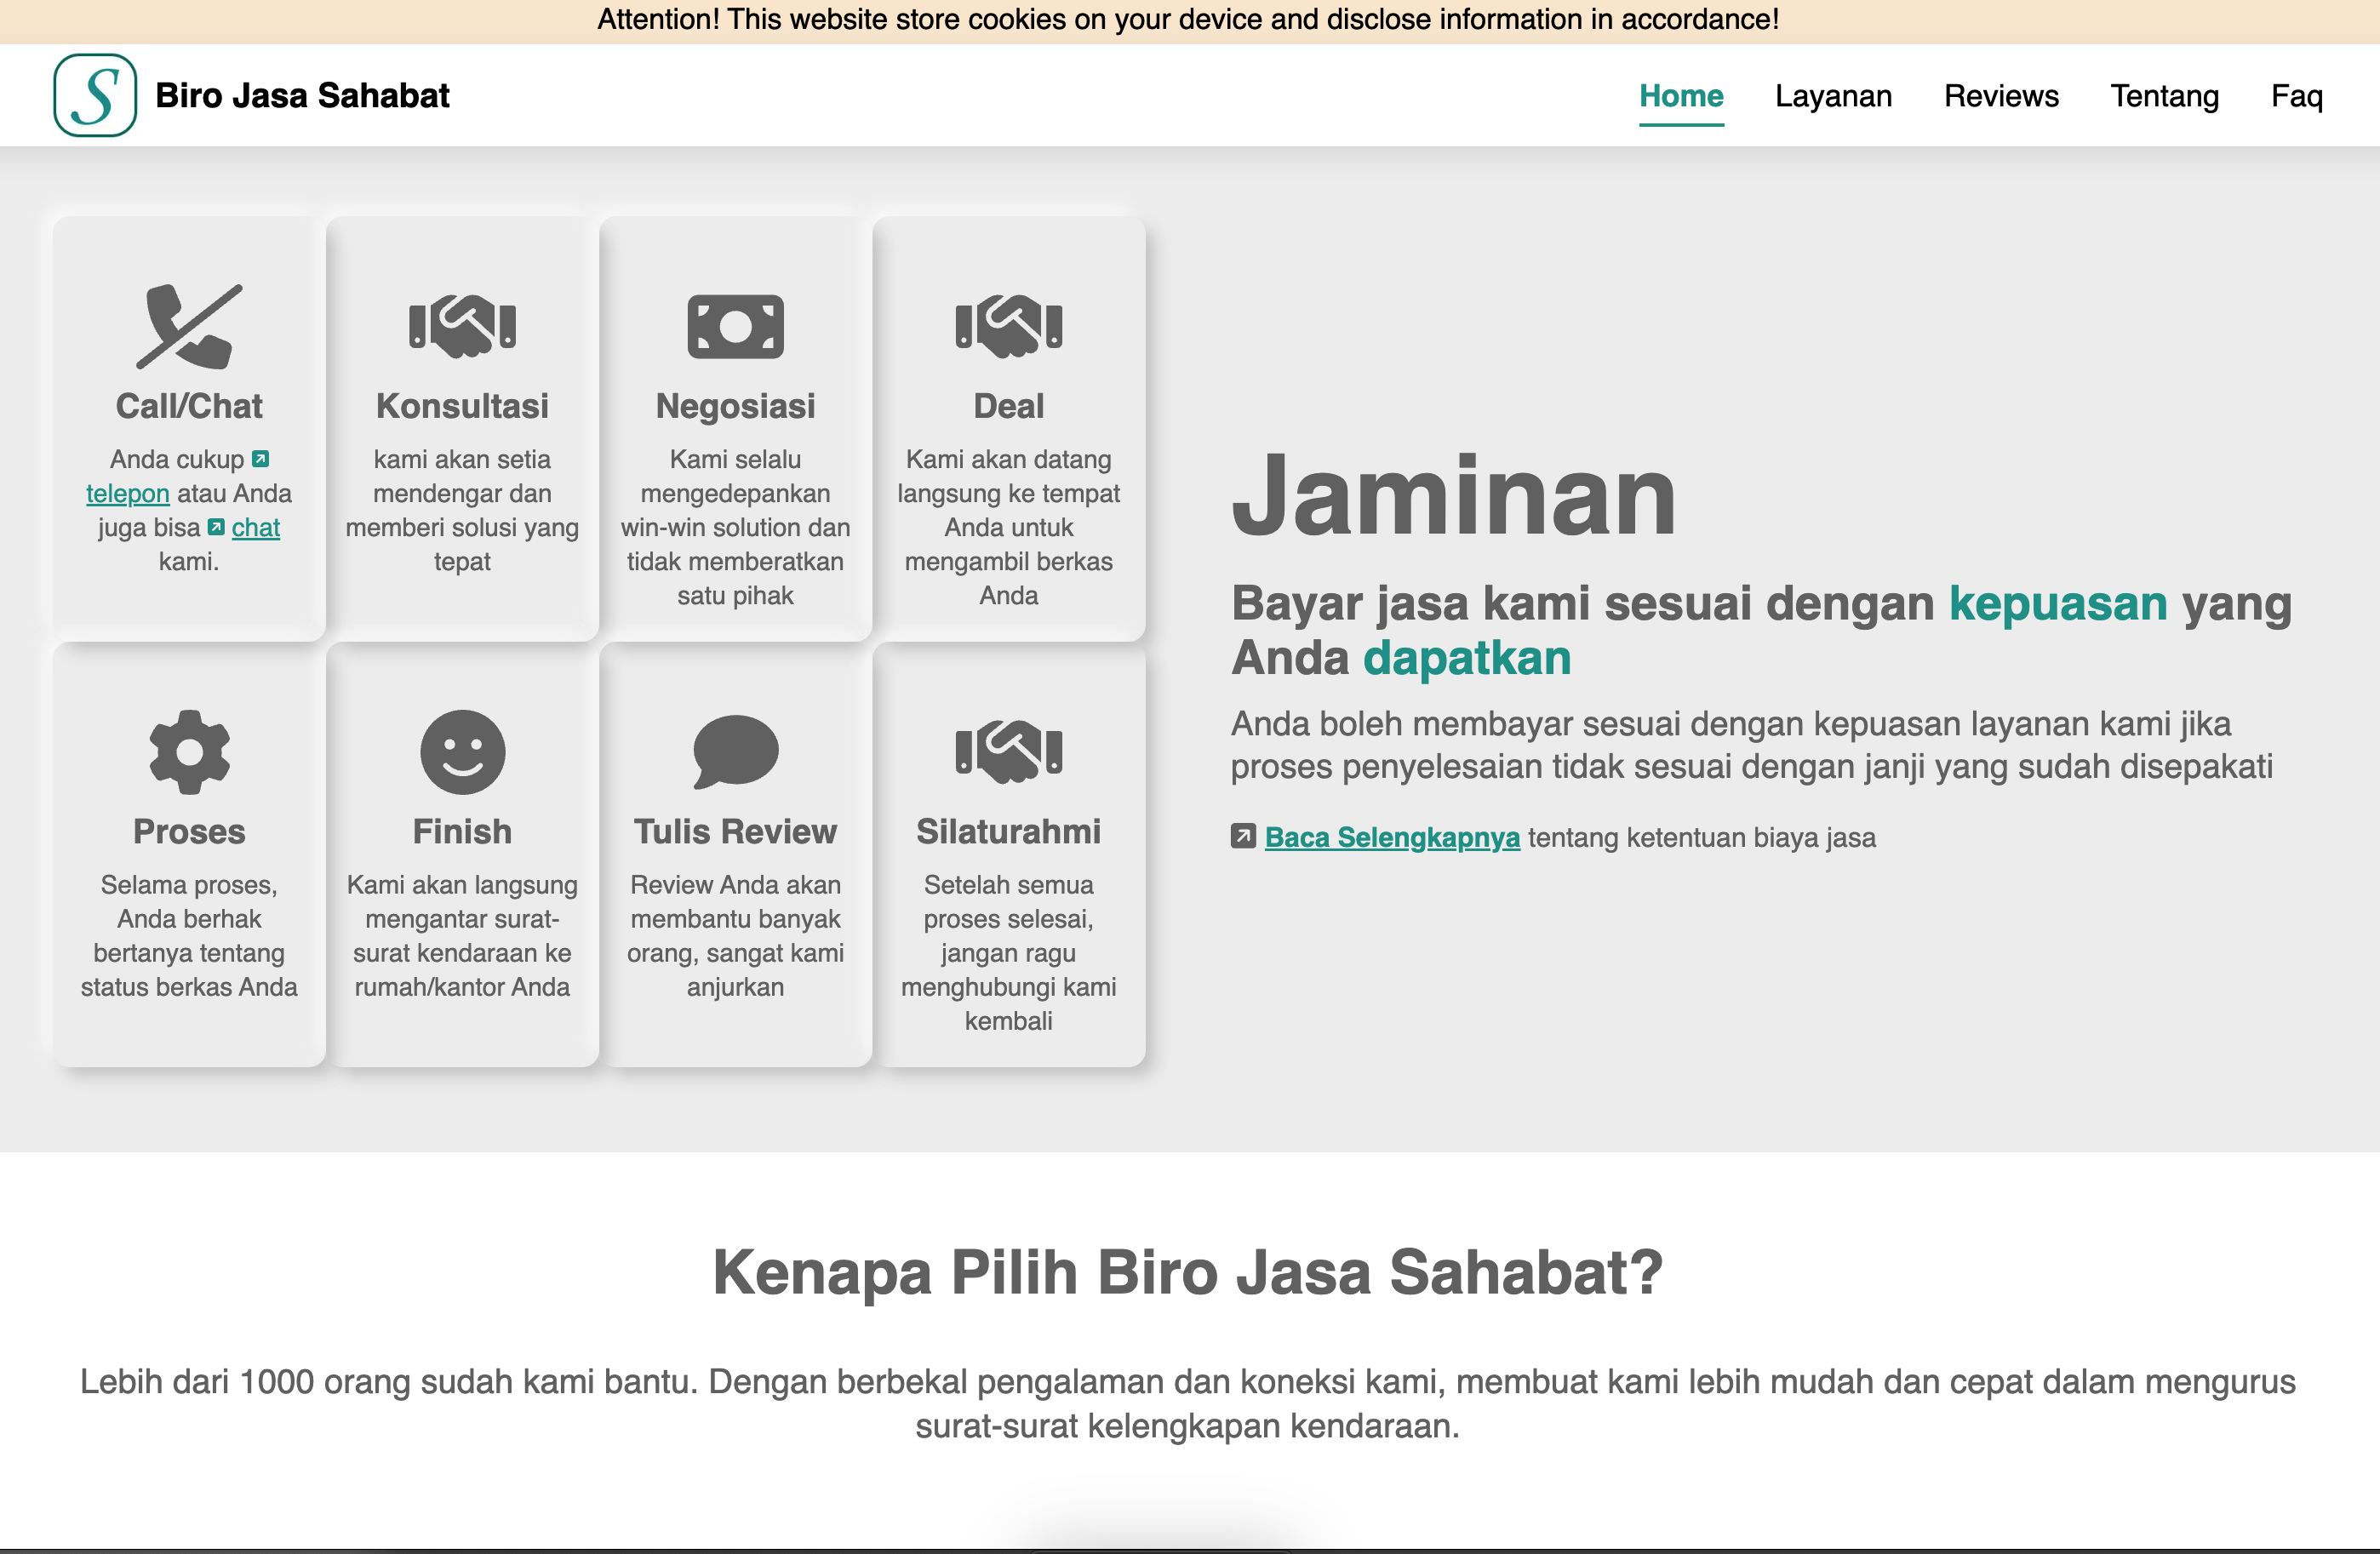 Attention! This website store cookies on your device and disclose information in accordance!
S
Biro Jasa Sahabat
Home
Layanan
Reviews
Tentang
Faq
Call/Chat
Anda cukup
telepon atau Anda
juga bisa chat
kami.
Konsultasi
kami akan setia
mendengar dan
memberi solusi yang
tepat
Negosiasi
Kami selalu
mengedepankan
win-win solution dan
tidak memberatkan
satu pihak
Deal
Kami akan datang
langsung ke tempat
Anda untuk
mengambil berkas
Anda
Proses
Selama proses,
Anda berhak
bertanya tentang
status berkas Anda
Finish
Kami akan langsung
mengantar surat-
surat kendaraan ke
rumah/kantor Anda
Tulis Review
Review Anda akan
membantu banyak
orang, sangat kami
anjurkan
Silaturahmi
Setelah semua
proses selesai,
jangan ragu
menghubungi kami
kembali
Jaminan
Bayar jasa kami sesuai dengan kepuasan yang
Anda dapatkan
Anda boleh membayar sesuai dengan kepuasan layanan kami jika
proses penyelesaian tidak sesuai dengan janji yang sudah disepakati
Baca Selengkapnya tentang ketentuan biaya jasa
Kenapa Pilih Biro Jasa Sahabat?
Lebih dari 1000 orang sudah kami bantu. Dengan berbekal pengalaman dan koneksi kami, membuat kami lebih mudah dan cepat dalam mengurus
surat-surat kelengkapan kendaraan.